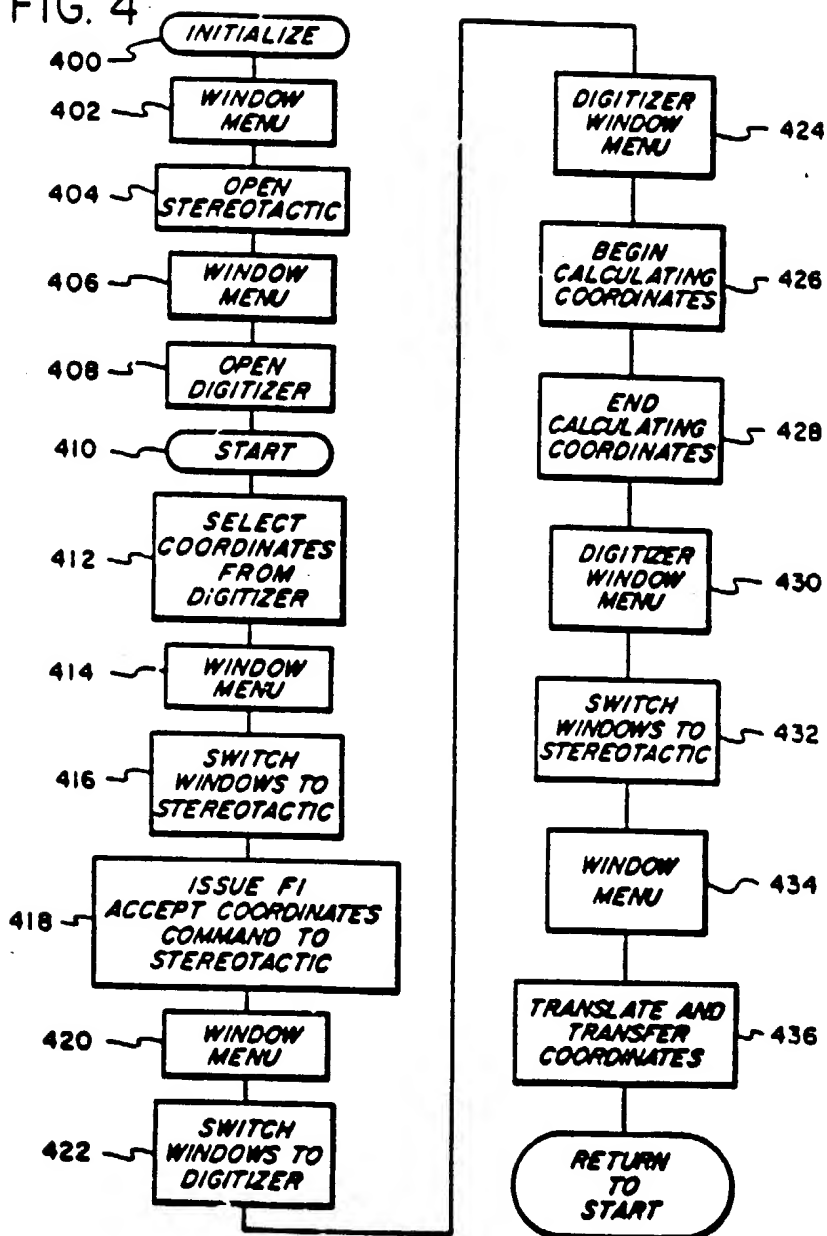 FIG. 4
INITIALIZE
400
WINDOW
MENU
402
OPEN
STEREOTACTIC
404
WINDOW
MENU
406
OPEN
DIGITIZER
408
START
410
SELECT
COORDINATES
FROM
DIGITIZER
412
WINDOW
MENU
414
SWITCH
WINDOWS TO
STEREOTACTIC
416
ISSUE F1
ACCEPT COORDINATES
COMMAND TO
STEREOTACTIC
418
WINDOW
MENU
420
SWITCH
WINDOWS TO
DIGITIZER
422
DIGITIZER
WINDOW
MENU
424
BEGIN
CALCULATING
COORDINATES
426
END
CALCULATING
COORDINATES
428
DIGITIZER
WINDOW
MENU
430
SWITCH
WINDOWS TO
STEREOTACTIC
432
WINDOW
MENU
434
TRANSLATE AND
TRANSFER
COORDINATES
436
RETURN
TO
START